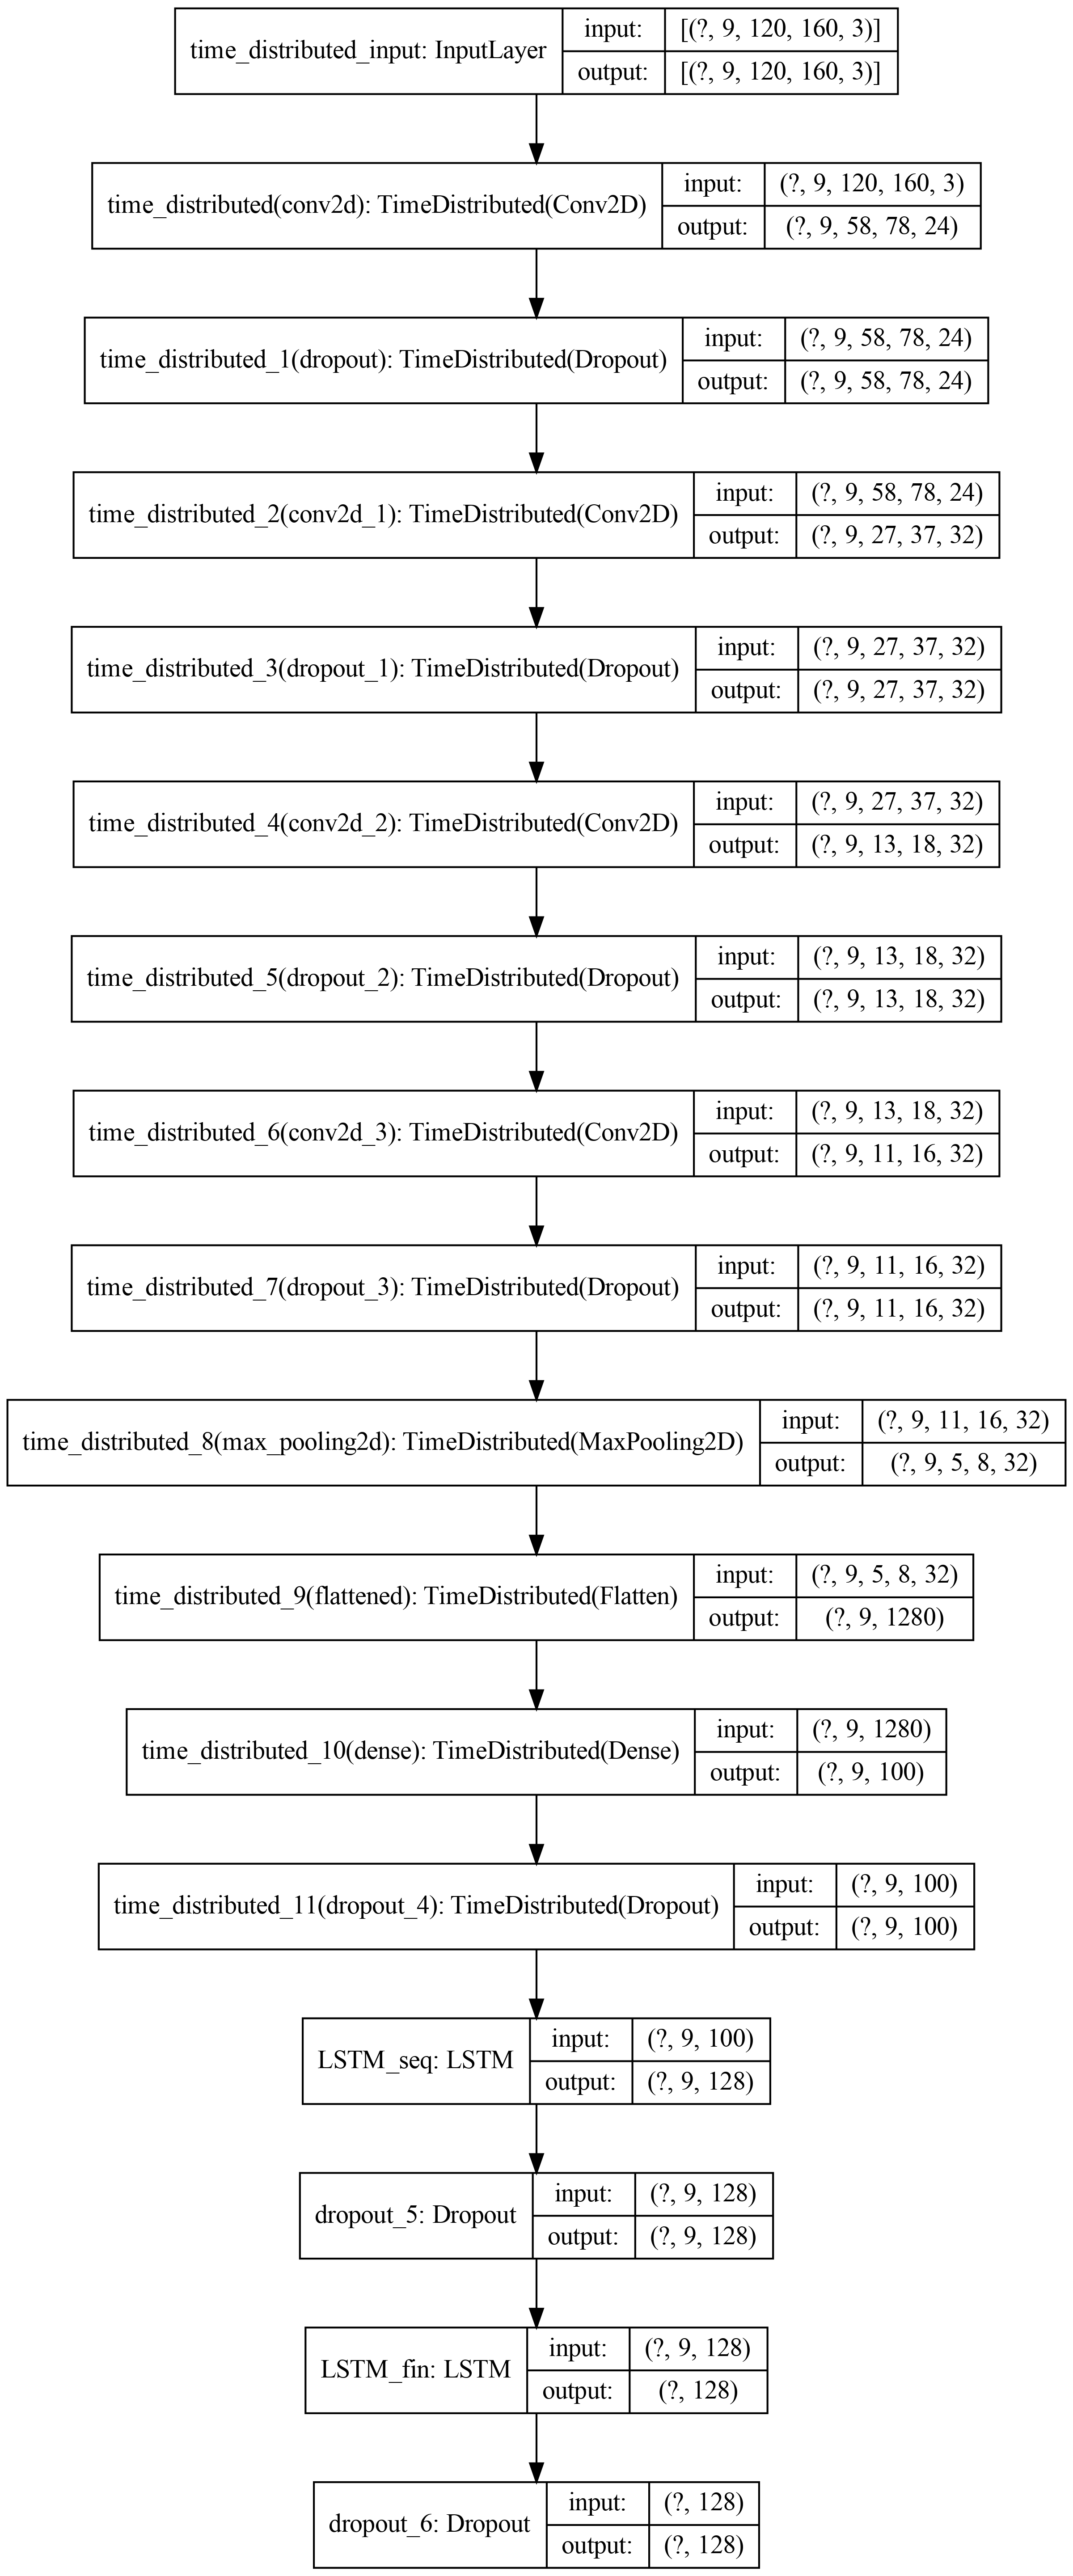 time_distributed_input: InputLayer
input: [(?, 9, 120, 160, 3)]
output: [(?, 9, 120, 160, 3)]
time_distributed(conv2d): TimeDistributed(Conv2D)
input: (?, 9, 120, 160, 3)
output: (?, 9, 58, 78, 24)
time_distributed_1(dropout): TimeDistributed(Dropout)
input: (?, 9, 58, 78, 24)
output: (?, 9, 58, 78, 24)
time_distributed_2(conv2d_1): TimeDistributed(Conv2D)
input: (?, 9, 58, 78, 24)
output: (?, 9, 27, 37, 32)
time_distributed_3(dropout_1): TimeDistributed(Dropout)
input: (?, 9, 27, 37, 32)
output: (?, 9, 27, 37, 32)
time_distributed_4(conv2d_2): TimeDistributed(Conv2D)
input: (?, 9, 27, 37, 32)
output: (?, 9, 13, 18, 32)
time_distributed_5(dropout_2): TimeDistributed(Dropout)
input: (?, 9, 13, 18, 32)
output: (?, 9, 13, 18, 32)
time_distributed_6(conv2d_3): TimeDistributed(Conv2D)
input: (?, 9, 13, 18, 32)
output: (?, 9, 11, 16, 32)
time_distributed_7(dropout_3): TimeDistributed(Dropout)
input: (?, 9, 11, 16, 32)
output: (?, 9, 11, 16, 32)
time_distributed_8(max_pooling2d): TimeDistributed(MaxPooling2D)
input: (?, 9, 11, 16, 32)
output: (?, 9, 5, 8, 32)
time_distributed_9(flattened): TimeDistributed(Flatten)
input: (?, 9, 5, 8, 32)
output: (?, 9, 1280)
time_distributed_10(dense): TimeDistributed(Dense)
input: (?, 9, 1280)
output: (?, 9, 100)
time_distributed_11(dropout_4): TimeDistributed(Dropout)
input: (?, 9, 100)
output: (?, 9, 100)
LSTM_seq: LSTM
input: (?, 9, 100)
output: (?, 9, 128)
dropout_5: Dropout
input: (?, 9, 128)
output: (?, 9, 128)
LSTM_fin: LSTM
input: (?, 9, 128)
output: (?, 128)
dropout_6: Dropout
input: (?, 128)
output: (?, 128)